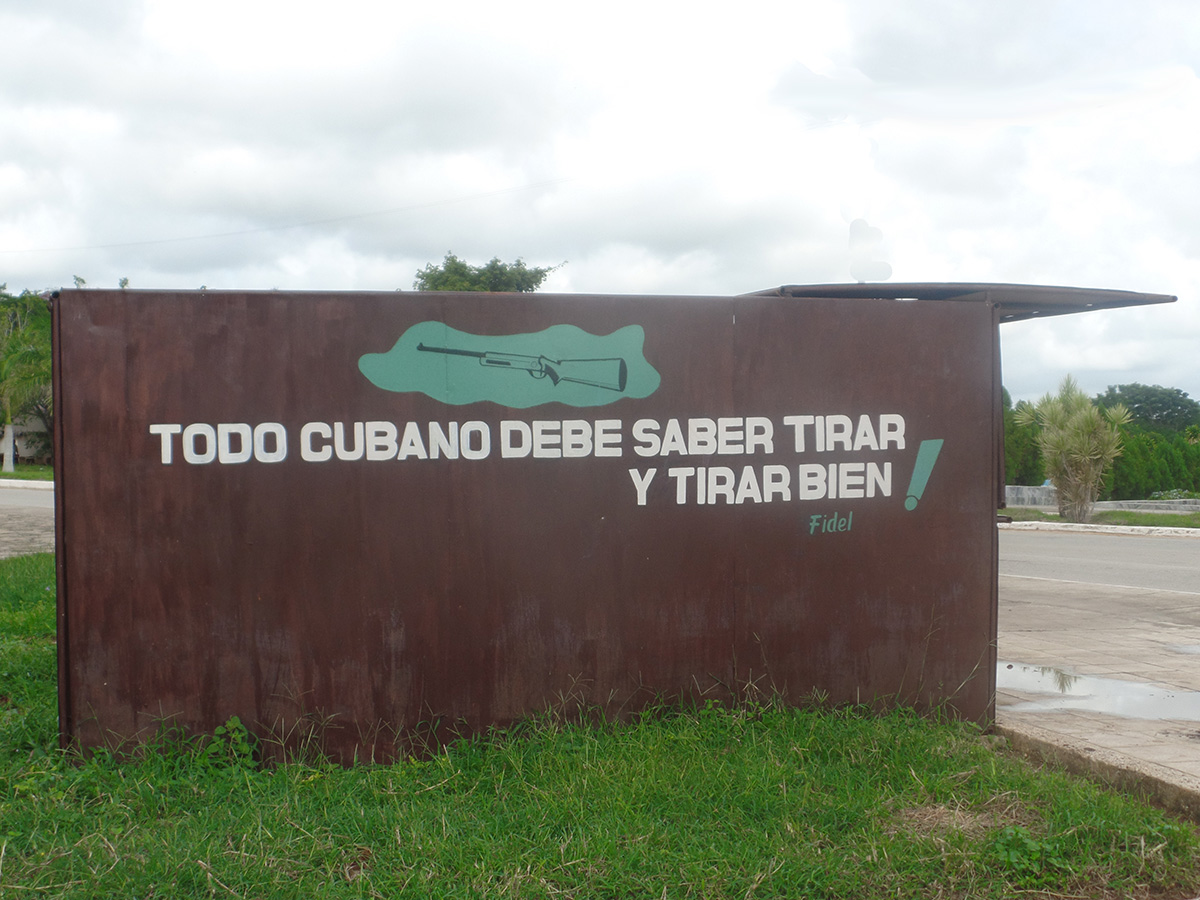 TODO CUBANO DEBE SABER TIRAR
Y TIRAR BIEN!
Fidel